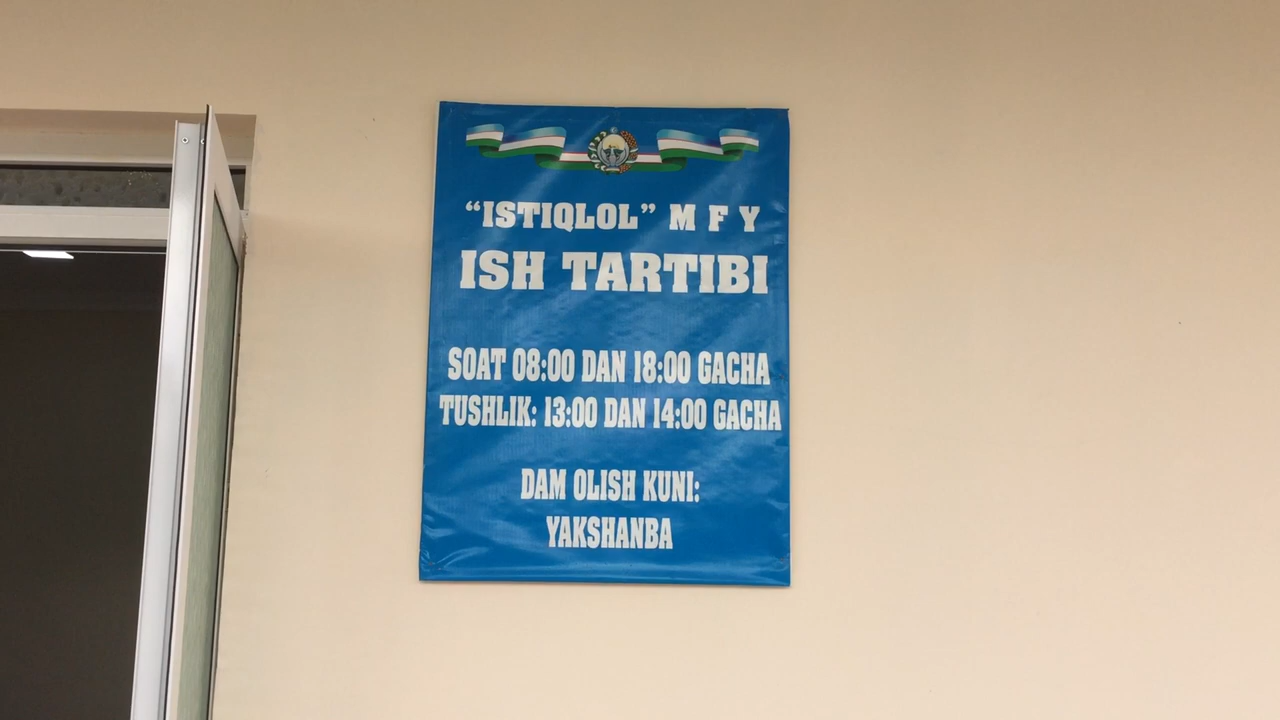 “ISTIQLOL” M F Y
ISH TARTIBI
SOAT 08:00 DAN 18:00 GACHA
TUSHLIK: 13:00 DAN 14:00 GACHA
DAM OLISH KUNI:
YAKSHANBA